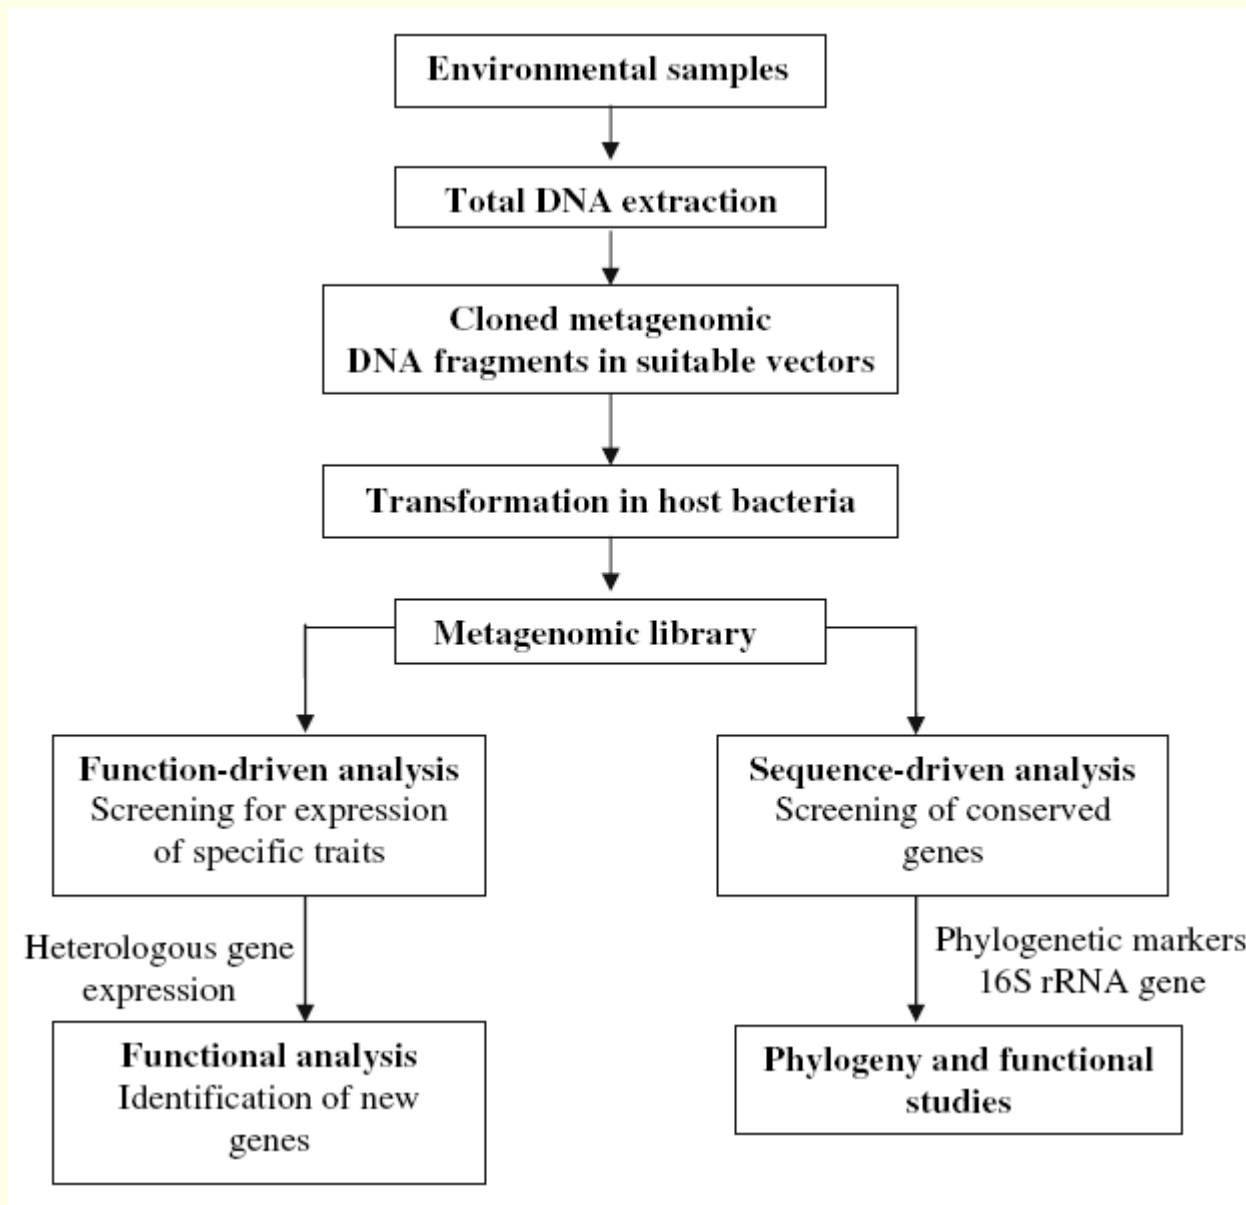 Environmental samples
Total DNA extraction
Cloned metagenomic
DNA fragments in suitable vectors
Transformation in host bacteria
Metagenomic library
Function-driven analysis
Screening for expression
of specific traits
Heterologous gene
expression
Functional analysis
Identification of new
genes
Sequence-driven analysis
Screening of conserved
genes
Phylogenetic markers
16S rRNA gene
Phylogeny and functional
studies